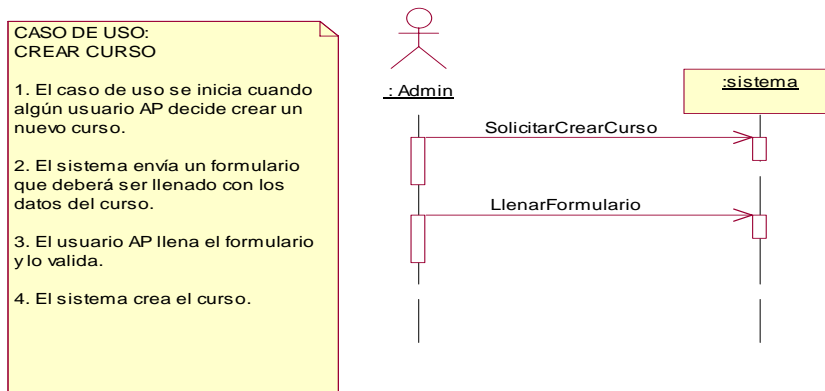 CASO DE USO:
CREAR CURSO
1. El caso de uso se inicia cuando
algún usuario AP decide crear un
nuevo curso.
2. El sistema envía un formulario
que deberá ser llenado con los
datos del curso.
3. El usuario AP llena el formulario
y lo valida.
4. El sistema crea el curso.
: Admin
:sistema
SolicitarCrearCurso
LlenarFormulario